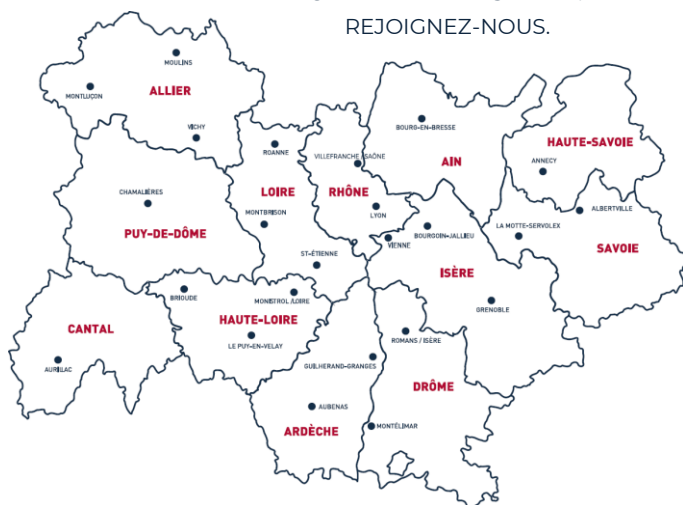 REJOIGNEZ-NOUS.
MOULINS
MONTLUÇON
ALLIER
VICHY
BOURG-EN-BRESSE
ROANNE
VILLEFRANCHE /SAÔNE
AIN
HAUTE-SAVOIE
ANNECY
CHAMALIÈRES
LOIRE
RHÔNE
MONTBRISON
LYON
ALBERTVILLE
PUY-DE-DÔME
BOURGOIN-JALLIEU
LA MOTTE-SERVOLEX
VIENNE
SAVOIE
ST-ÉTIENNE
ISÈRE
BRIOUDE
MONISTROL /LOIRE
GRENOBLE
CANTAL
HAUTE-LOIRE
LE PUY-EN-VELAY
ROMANS / ISÈRE
AURILLAC
GUILHERAND-GRANGES
DRÔME
AUBENAS
ARDÈCHE
MONTÉLIMAR